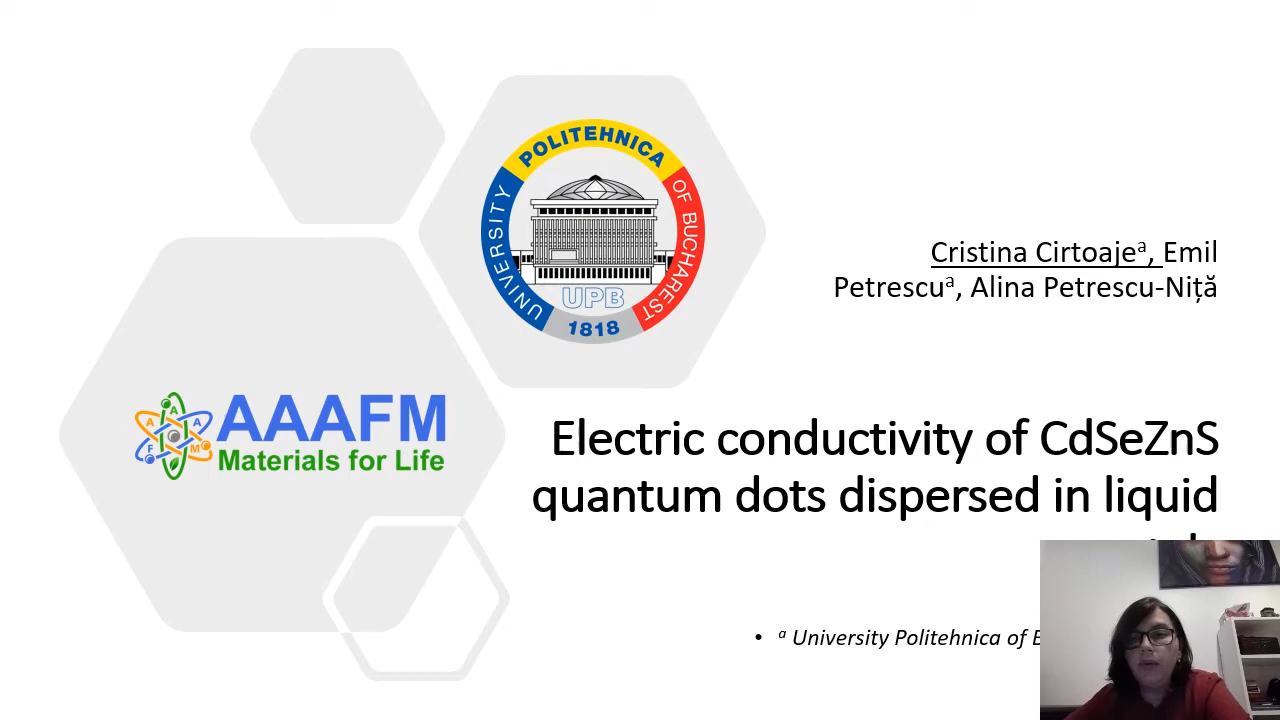 POLITEHNICA
UNIVERSITY
OF BUCHAREST
UPB
1818
Cristina Cirtoajeᵃ, Emil
Petrescuᵃ, Alina Petrescu-Niță
AAAFM
Materials for Life
A
A
A
F
M
Electric conductivity of CdSeZnS
quantum dots dispersed in liquid
• ᵃ University Politehnica of